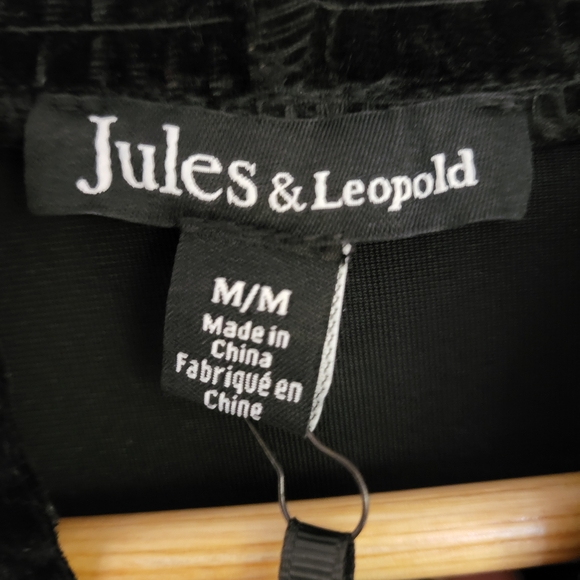 Jules & Leopold
M/M
Made in
China
Fabriqué en
Chine